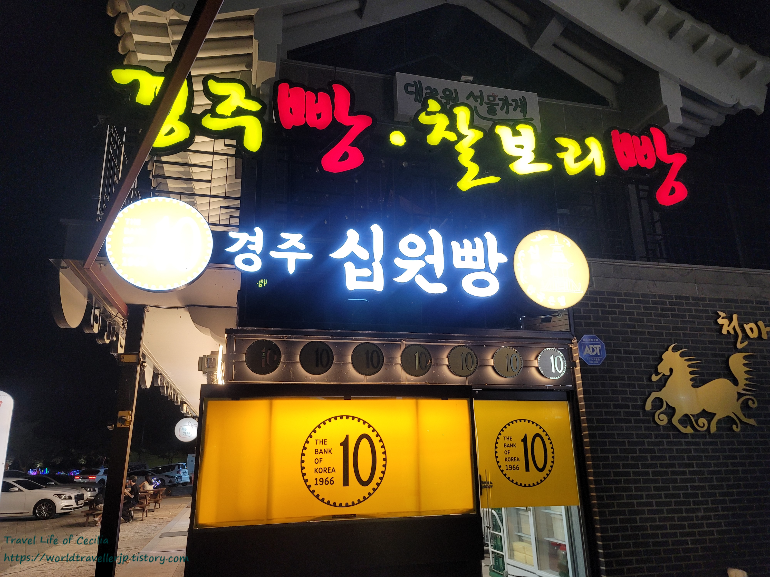 대릉원 선물가게
경주빵·찰보리빵
경주 십원빵
10 10 10 10 10 10
ADT
천마
THE
BANK
OF
KOREA
1966
10
THE
BANK
OF
KOREA
1966
10
Travel Life of Cecilia
https://worldtravellerjp.tistory.com